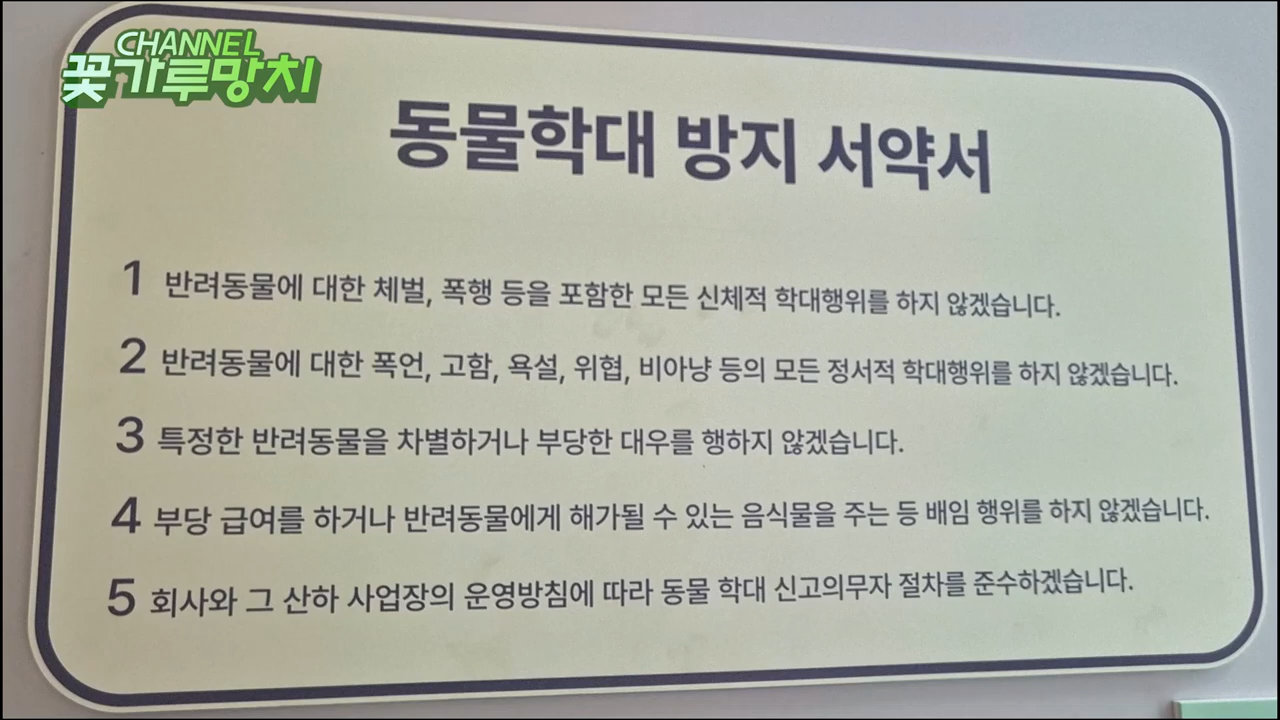 CHANNEL
꽃가루망치
동물학대 방지 서약서
1 반려동물에 대한 체벌, 폭행 등을 포함한 모든 신체적 학대행위를 하지 않겠습니다.
2 반려동물에 대한 폭언, 고함, 욕설, 위협, 비아냥 등의 모든 정서적 학대행위를 하지 않겠습니다.
3 특정한 반려동물을 차별하거나 부당한 대우를 행하지 않겠습니다.
4 부당 급여를 하거나 반려동물에게 해가될 수 있는 음식물을 주는 등 배임 행위를 하지 않겠습니다.
5 회사와 그 산하 사업장의 운영방침에 따라 동물 학대 신고의무자 절차를 준수하겠습니다.